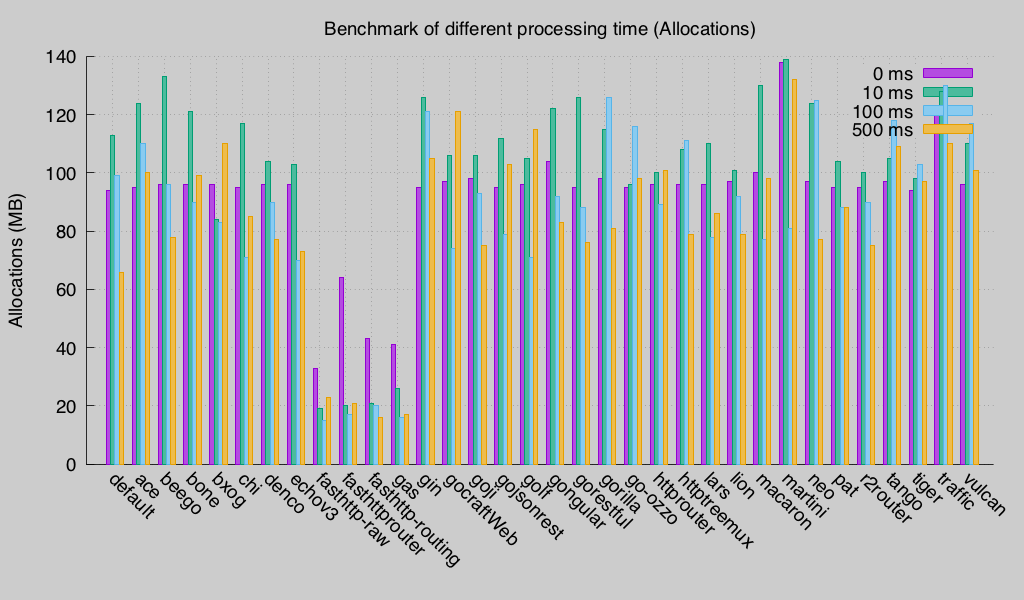 Benchmark of different processing time (Allocations)
0 ms
10 ms
100 ms
500 ms
Allocations (MB)
140
120
100
80
60
40
20
0
default
ace
beego
bone
bxog
chi
denco
echov3
fasthttp-raw
fasthttprouter
fasthttp-routing
gas
gin
gocraftWeb
goji
gojsonrest
golf
gongular
gorestful
gorilla
go-ozzo
httprouter
httptreemux
lars
lion
macaron
martini
neo
pat
r2router
tango
tiger
traffic
vulcan